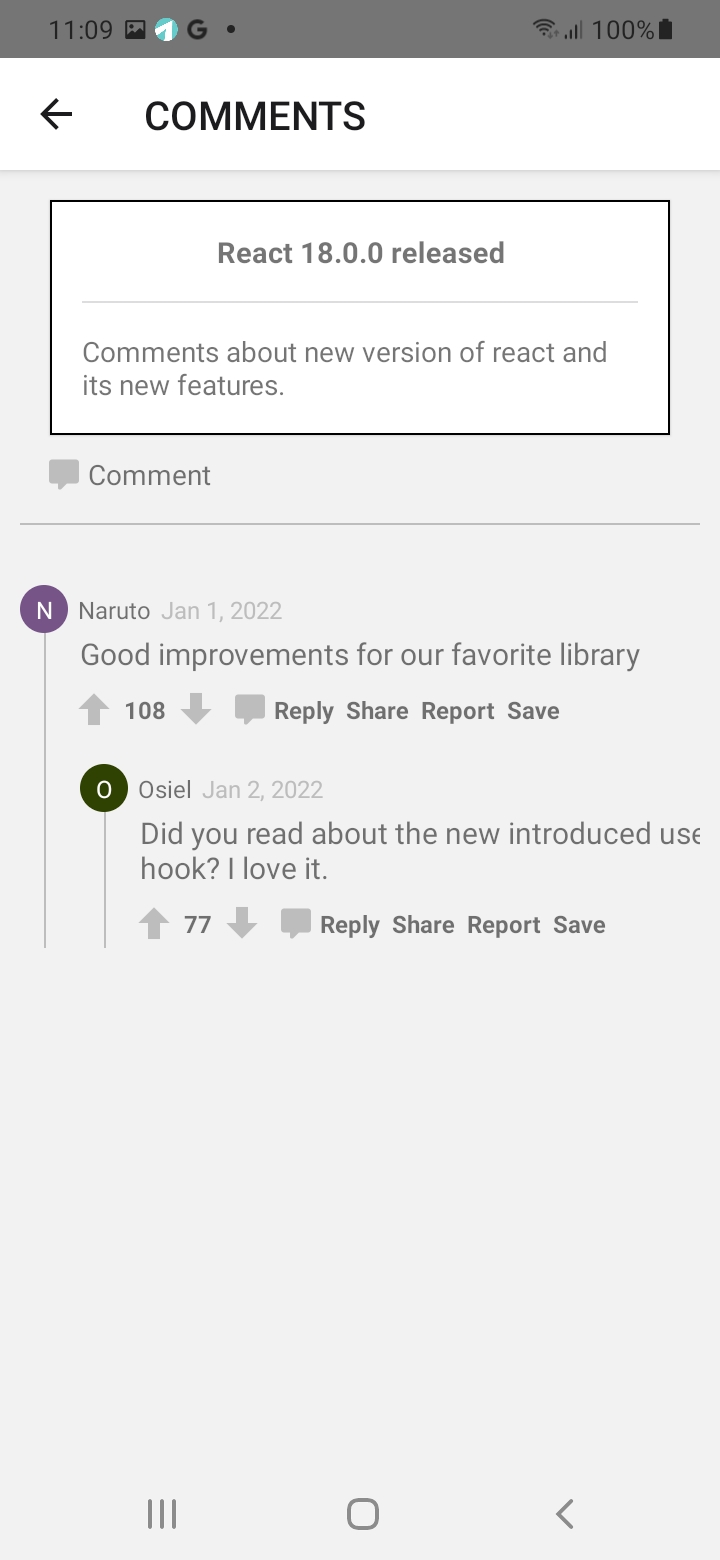 11:09 G 100%
COMMENTS
React 18.0.0 released
Comments about new version of react and
its new features.
Comment
N Naruto Jan 1, 2022
Good improvements for our favorite library
108 Reply Share Report Save
O Osiel Jan 2, 2022
Did you read about the new introduced use
hook? I love it.
77 Reply Share Report Save